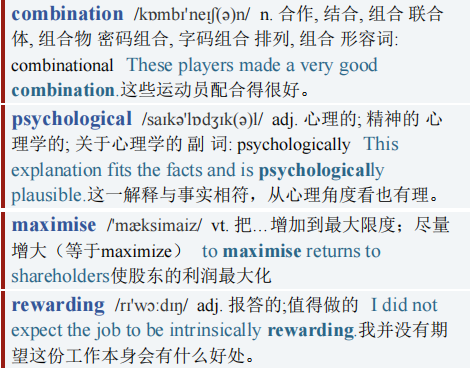 combination /kɒmbɪ'neɪʃ(ə)n/ n. 合作, 结合, 组合 联合
体, 组合物 密码组合, 字码组合 排列, 组合 形容词:
combinational These players made a very good
combination.这些运动员配合得很好。
psychological /saɪkə'lɒdʒɪk(ə)l/ adj. 心理的; 精神的 心
理学的; 关于心理学的 副 词: psychologically This
explanation fits the facts and is psychologically
plausible.这一解释与事实相符，从心理角度看也有理。
maximise /'mæksimaiz/ vt. 把…增加到最大限度；尽量
增大（等于maximize） to maximise returns to
shareholders使股东的利润最大化
rewarding /rɪ'wɔːdɪŋ/ adj. 报答的;值得做的 I did not
expect the job to be intrinsically rewarding.我并没有期
望这份工作本身会有什么好处。